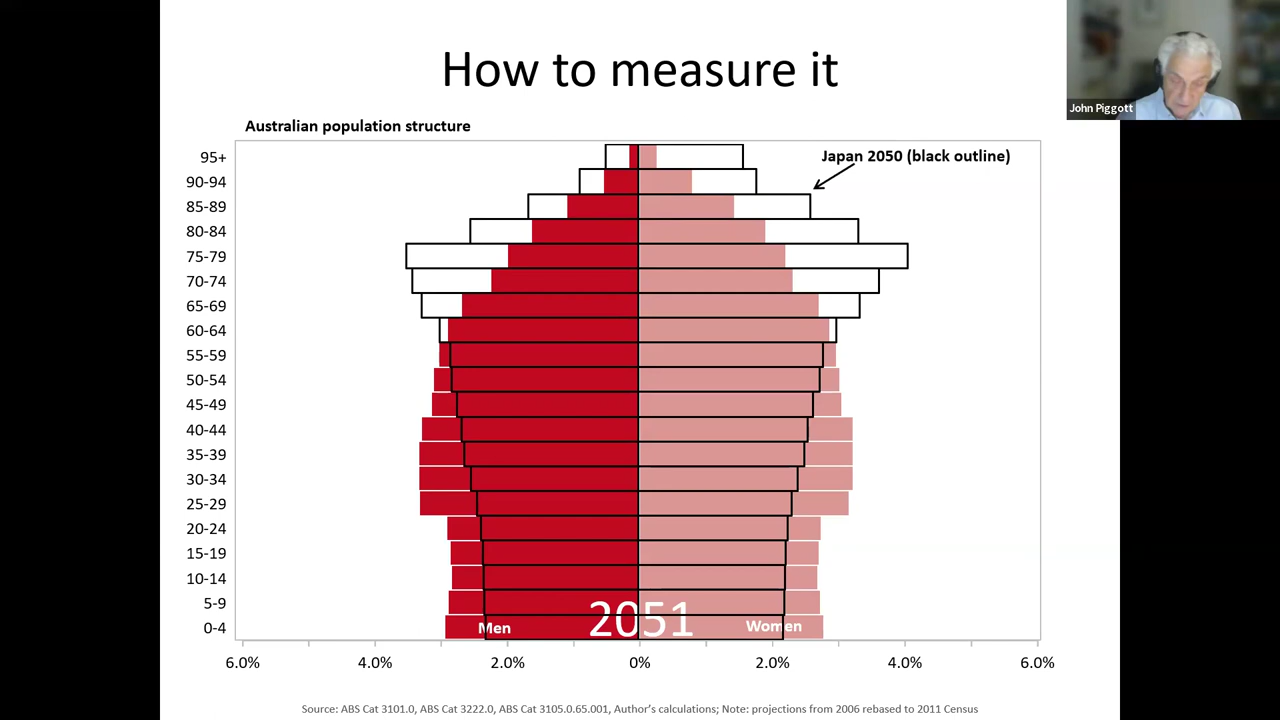 How to measure it
John Piggott
Australian population structure
Japan 2050 (black outline)
95+
90-94
85-89
80-84
75-79
70-74
65-69
60-64
55-59
50-54
45-49
40-44
35-39
30-34
25-29
20-24
15-19
10-14
5-9
0-4
2051
Men
Women
6.0% 4.0% 2.0% 0% 2.0% 4.0% 6.0%
Source: ABS Cat 3101.0, ABS Cat 3222.0, ABS Cat 3105.0.65.001, Author's calculations; Note: projections from 2006 rebased to 2011 Census